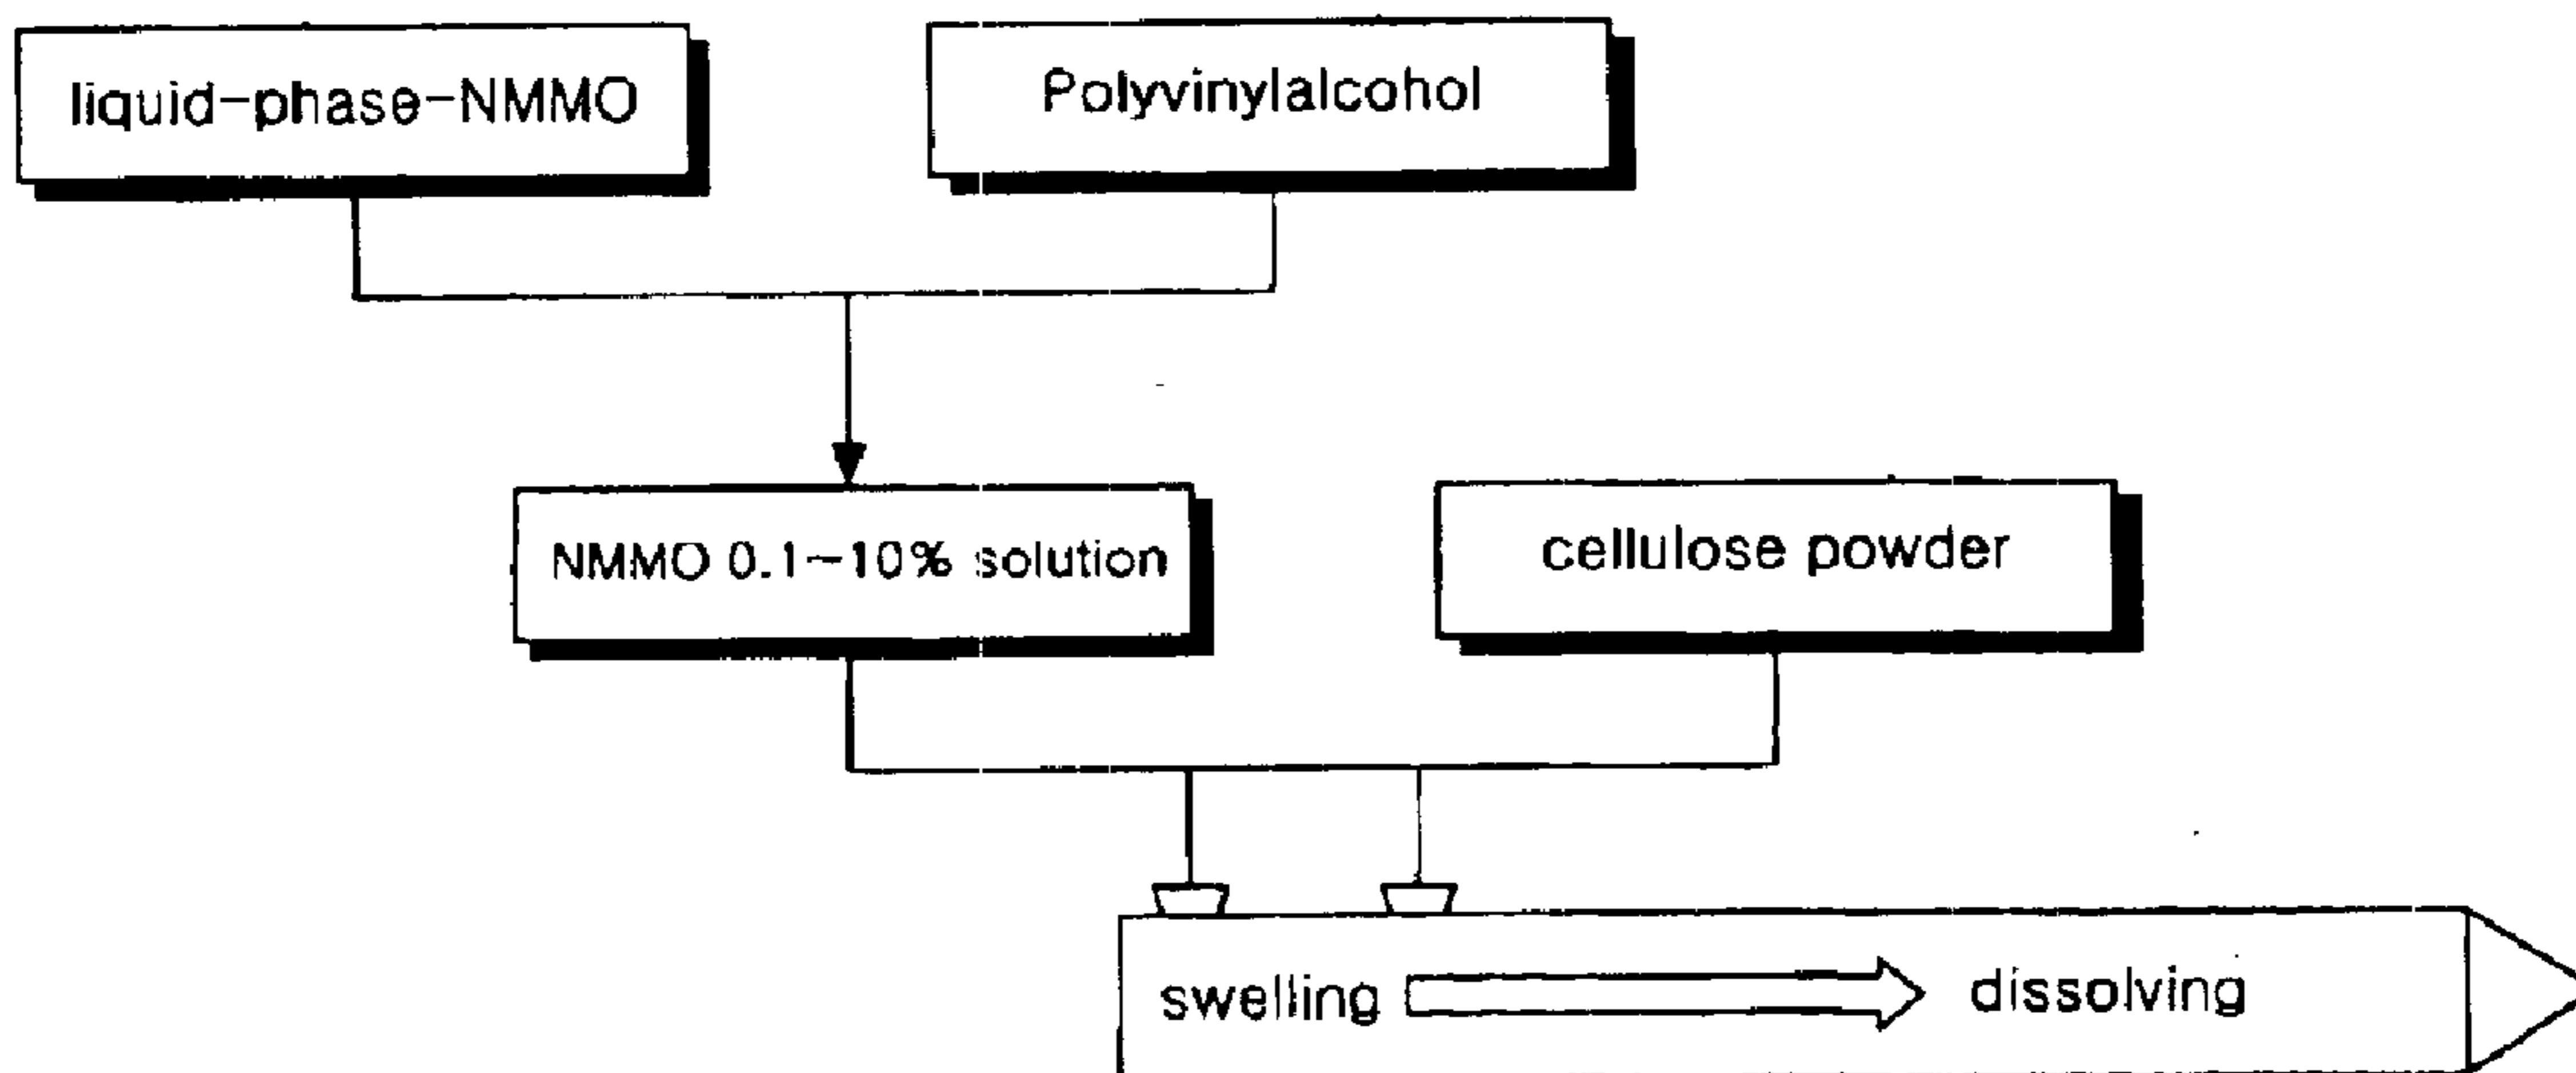 liquid-phase-NMMO
Polyvinylalcohol
NMMO 0.1~10% solution
cellulose powder
swelling
dissolving